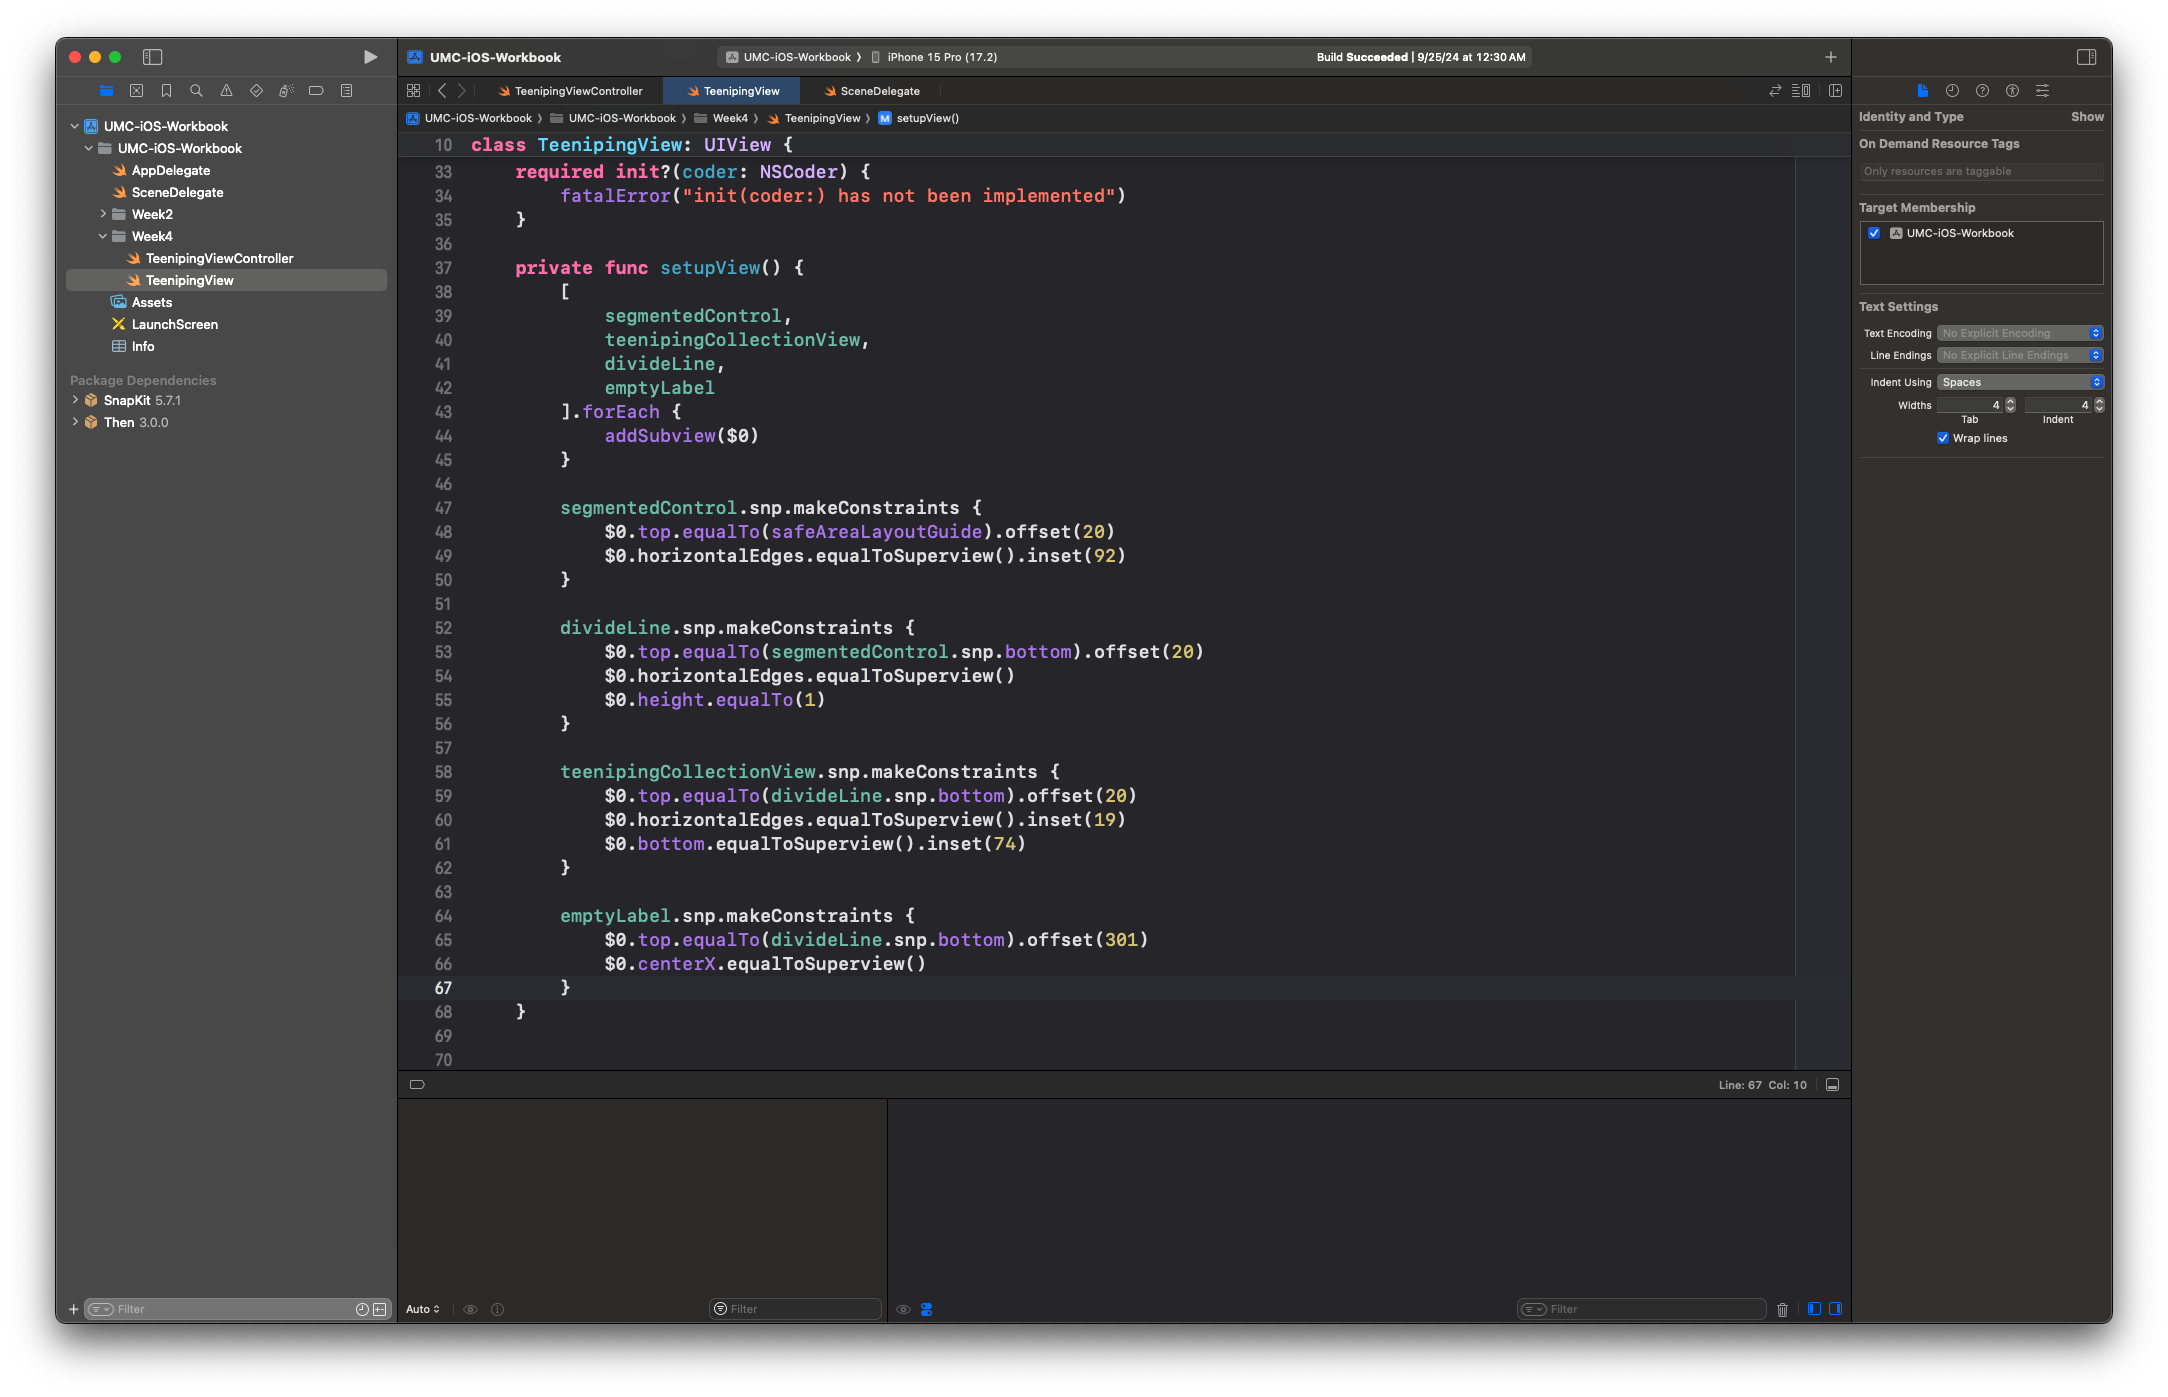 UMC-iOS-Workbook
UMC-iOS-Workbook 〉 iPhone 15 Pro (17.2)
Build Succeeded | 9/25/24 at 12:30 AM
TeenipingViewController
TeenipingView
SceneDelegate
UMC-iOS-Workbook 〉 UMC-iOS-Workbook 〉 Week4 〉 TeenipingView 〉 M setupView()
UMC-iOS-Workbook
UMC-iOS-Workbook
AppDelegate
SceneDelegate
Week2
Week4
TeenipingViewController
TeenipingView
Assets
LaunchScreen
Info
Package Dependencies
SnapKit 5.7.1
Then 3.0.0
Filter
10 class TeenipingView: UIView {
33     required init?(coder: NSCoder) {
34         fatalError("init(coder:) has not been implemented")
35     }
36
37     private func setupView() {
38         [
39             segmentedControl,
40             teenipingCollectionView,
41             divideLine,
42             emptyLabel
43         ].forEach {
44             addSubview($0)
45         }
46
47         segmentedControl.snp.makeConstraints {
48             $0.top.equalTo(safeAreaLayoutGuide).offset(20)
49             $0.horizontalEdges.equalToSuperview().inset(92)
50         }
51
52         divideLine.snp.makeConstraints {
53             $0.top.equalTo(segmentedControl.snp.bottom).offset(20)
54             $0.horizontalEdges.equalToSuperview()
55             $0.height.equalTo(1)
56         }
57
58         teenipingCollectionView.snp.makeConstraints {
59             $0.top.equalTo(divideLine.snp.bottom).offset(20)
60             $0.horizontalEdges.equalToSuperview().inset(19)
61             $0.bottom.equalToSuperview().inset(74)
62         }
63
64         emptyLabel.snp.makeConstraints {
65             $0.top.equalTo(divideLine.snp.bottom).offset(301)
66             $0.centerX.equalToSuperview()
67         }
68     }
69
70
Line: 67 Col: 10
Auto
Filter
Filter
Identity and Type
Show
On Demand Resource Tags
Only resources are taggable
Target Membership
UMC-iOS-Workbook
Text Settings
Text Encoding No Explicit Encoding
Line Endings No Explicit Line Endings
Indent Using Spaces
Widths 4 4
Tab Indent
Wrap lines